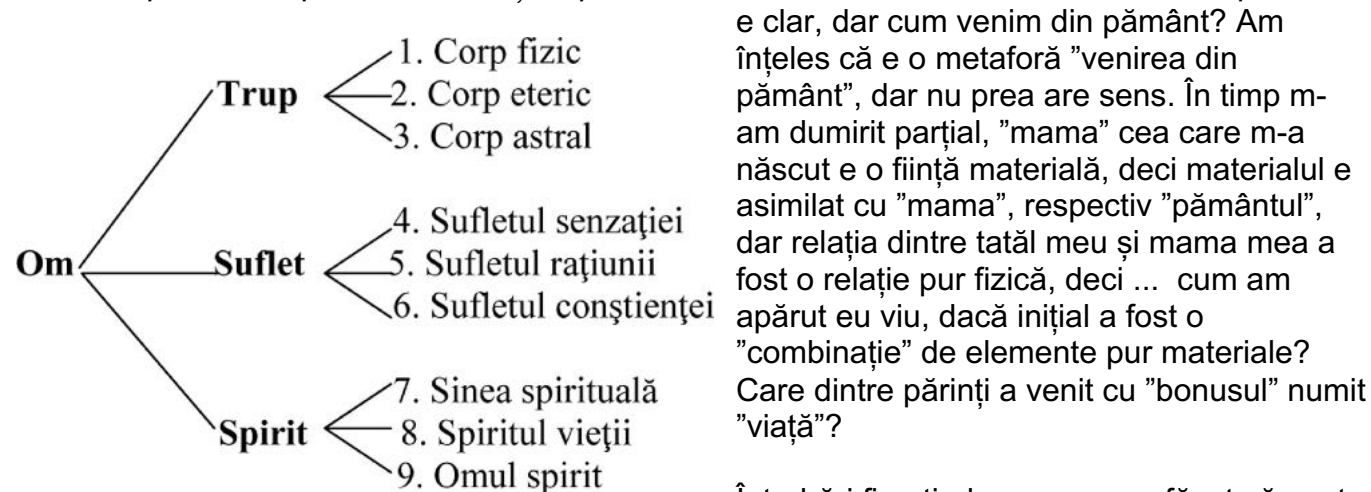 1. Corp fizic
Trup
2. Corp eteric
3. Corp astral
4. Sufletul senzaţiei
Om
Suflet
5. Sufletul raţiunii
6. Sufletul conştienţei
7. Sinea spirituală
Spirit
8. Spiritul vieţii
9. Omul spirit
e clar, dar cum venim din pământ? Am
înțeles că e o metaforă ”venirea din
pământ”, dar nu prea are sens. În timp m-
am dumirit parțial, ”mama” cea care m-a
născut e o ființă materială, deci materialul e
asimilat cu ”mama”, respectiv ”pământul”,
dar relația dintre tatăl meu și mama mea a
fost o relație pur fizică, deci ... cum am
apărut eu viu, dacă inițial a fost o
”combinație” de elemente pur materiale?
Care dintre părinți a venit cu ”bonusul” numit
”viață”?